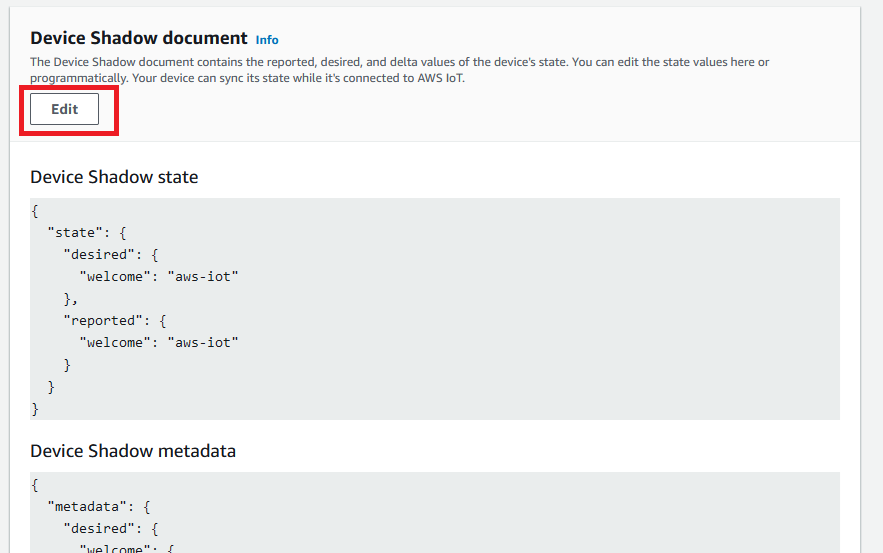 Device Shadow document Info
The Device Shadow document contains the reported, desired, and delta values of the device's state. You can edit the state values here or
programmatically. Your device can sync its state while it's connected to AWS IoT.
Edit
Device Shadow state
{
  "state": {
    "desired": {
      "welcome": "aws-iot"
    },
    "reported": {
      "welcome": "aws-iot"
    }
  }
}
Device Shadow metadata
{
  "metadata": {
    "desired": {
      "welcome": {